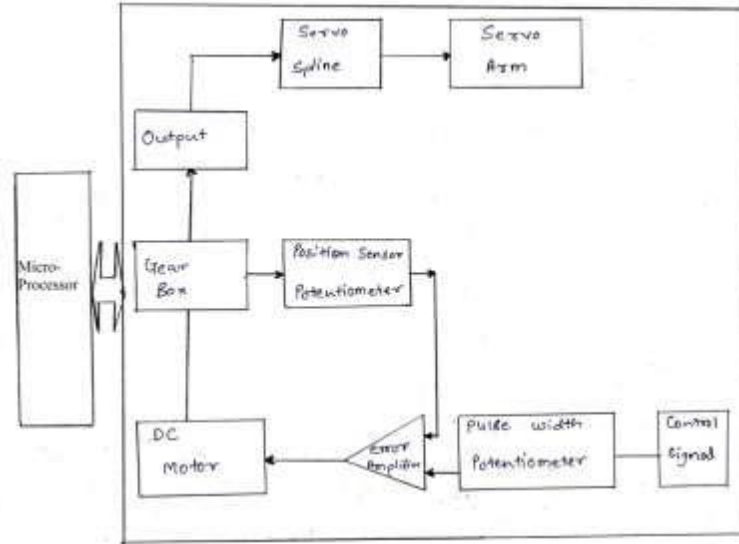 Servo
Spline
Servo
Arm
Output
Micro-
Processor
Gear
Box
Position Sensor
Potentiometer
DC
Motor
Error
Amplifier
Pulse width
Potentiometer
Control
Signal